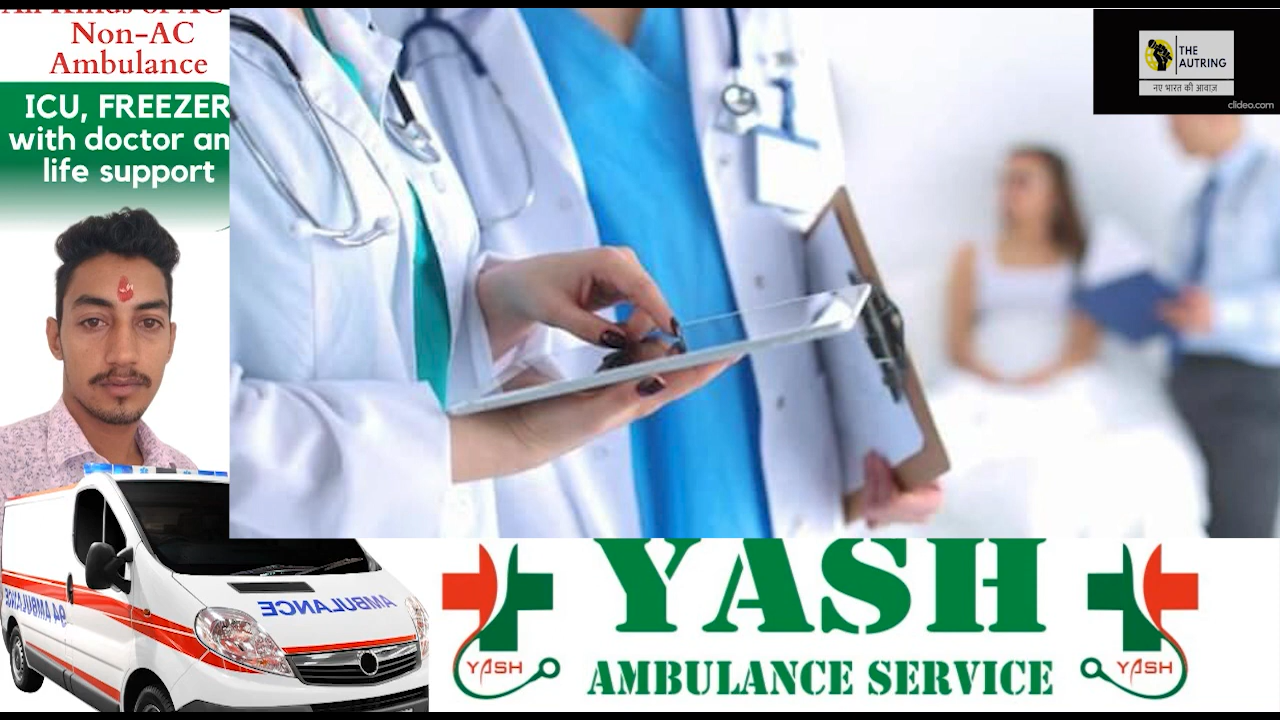 Non-AC
Ambulance
ICU, FREEZER
with doctor an
life support
THE
AUTRING
नए भारत की आवाज़
clideo.com
AMBULANCE
AMBULANCE
YASH
AMBULANCE SERVICE
YASH
YASH